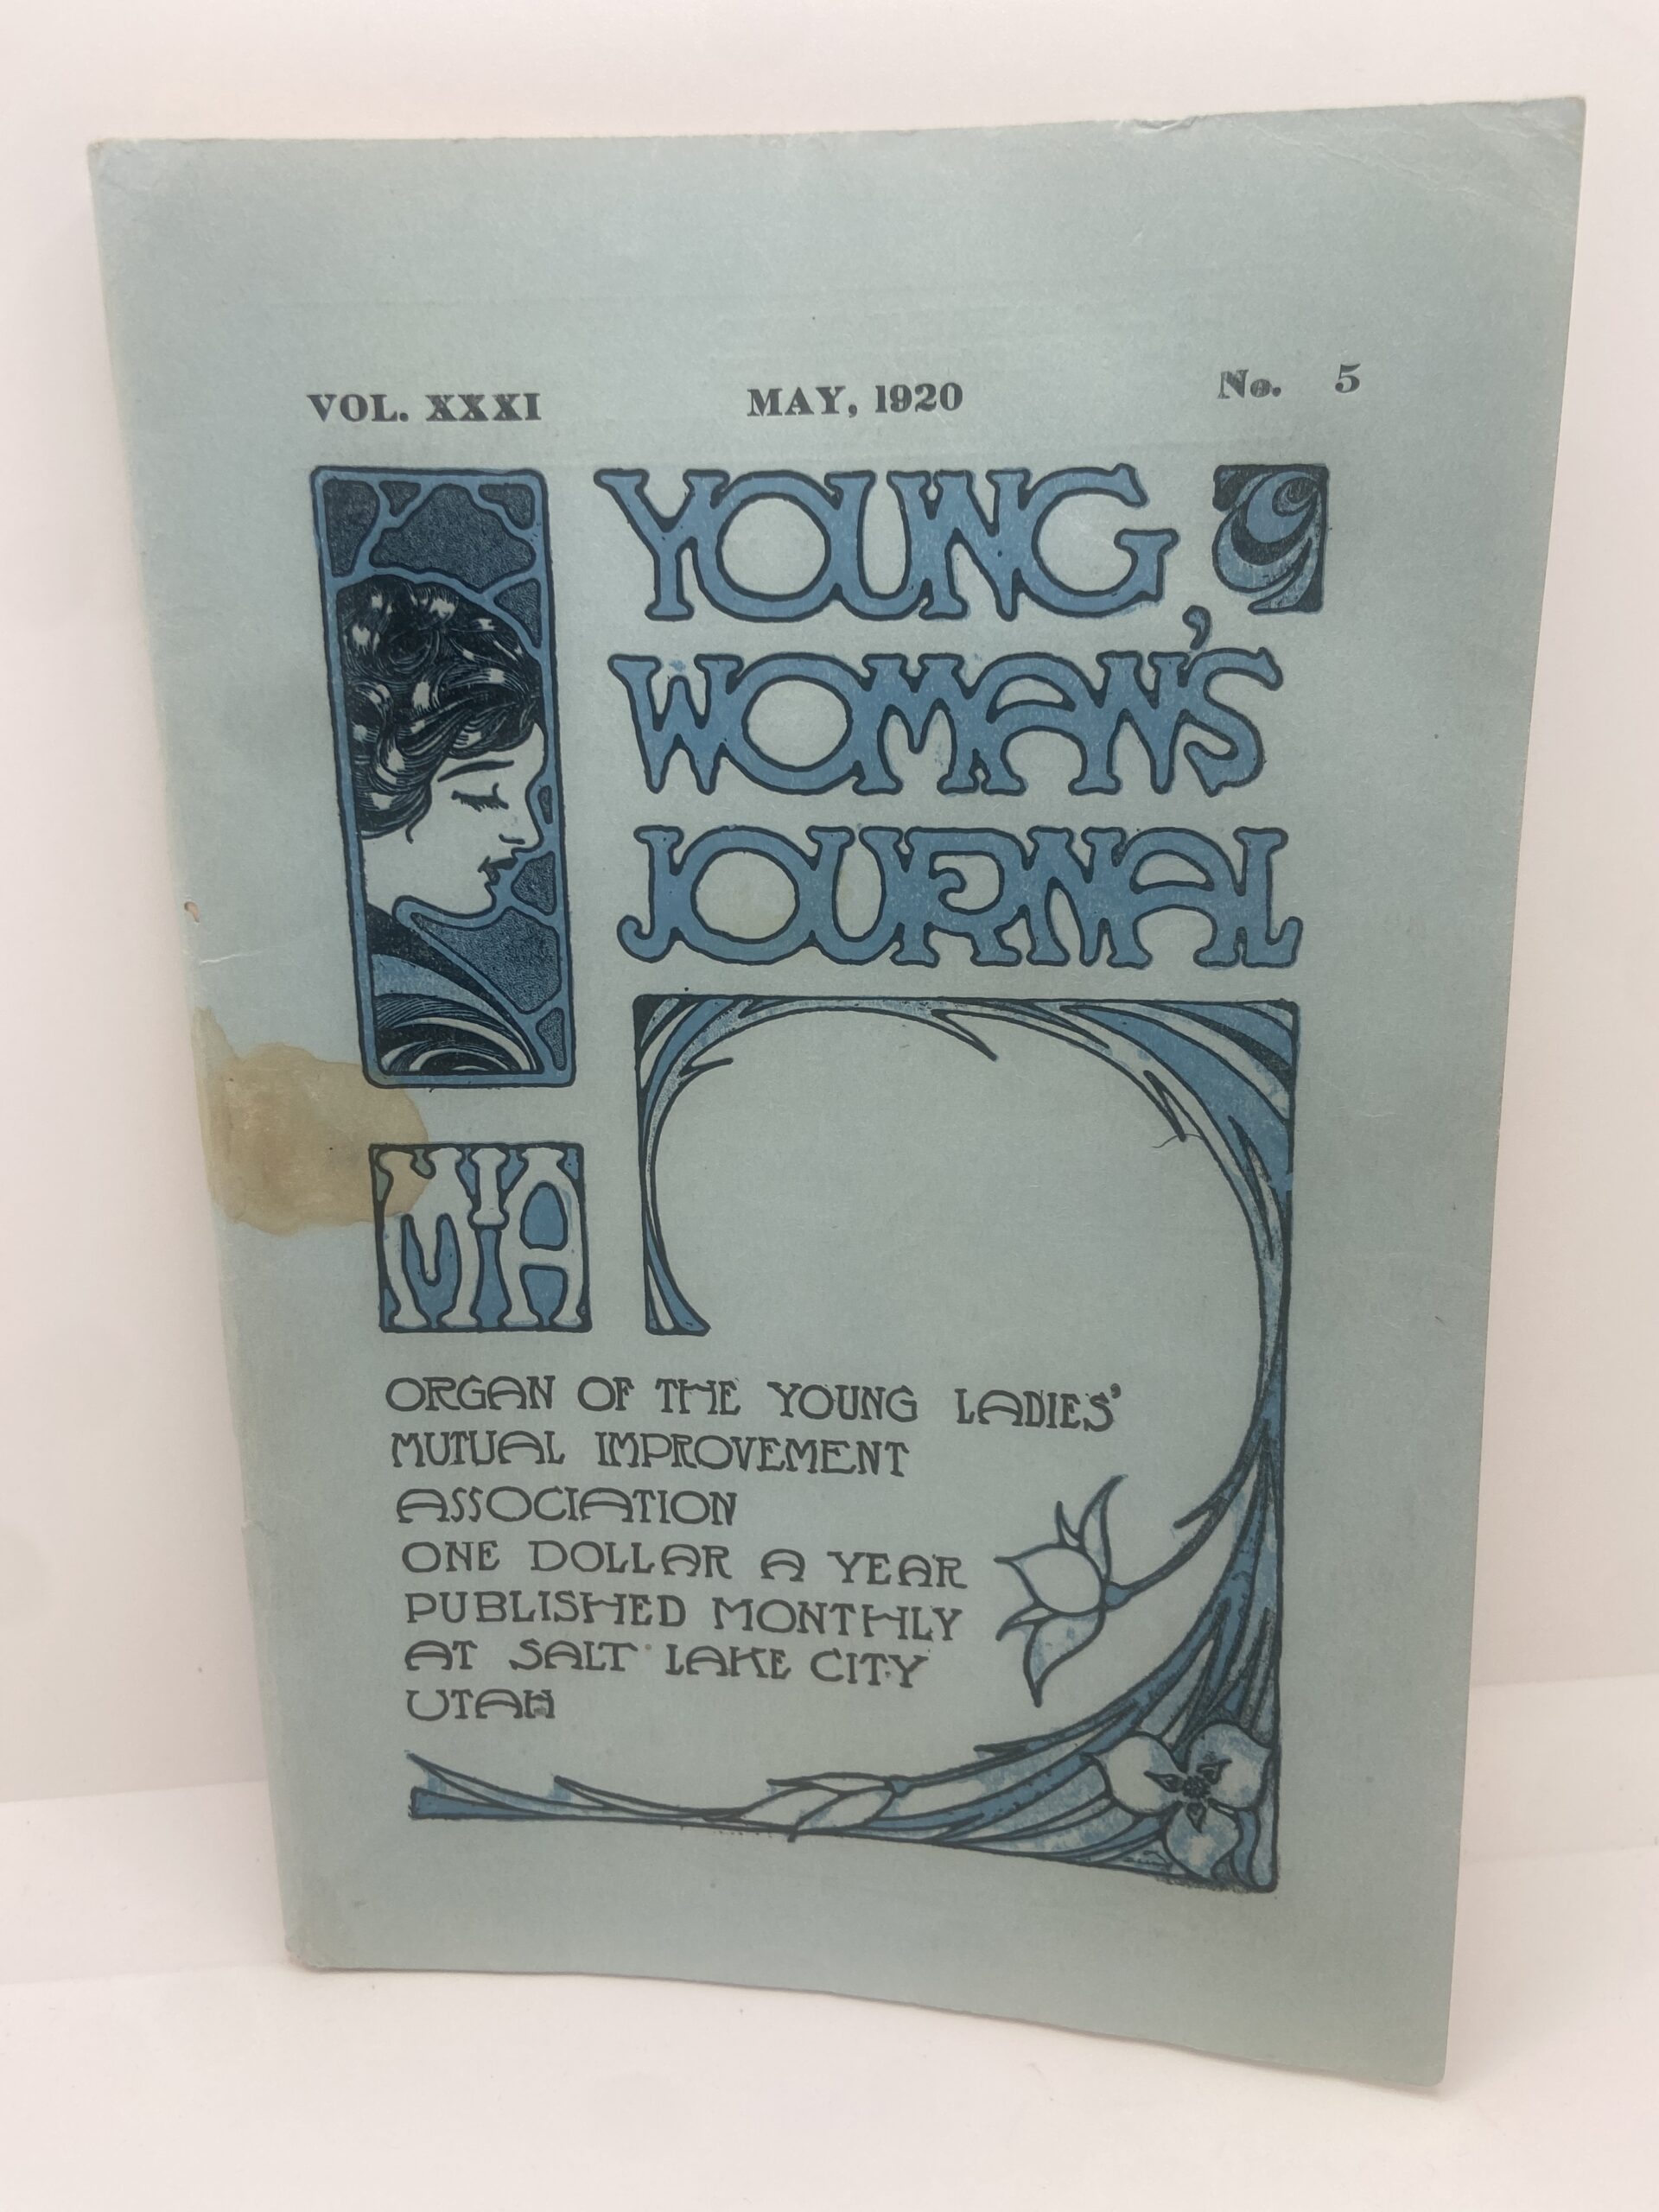 VOL. XXXI MAY, 1920 No. 5
YOUNG
WOMAN'S
JOURNAL
MIA
ORGAN OF THE YOUNG LADIES'
MUTUAL IMPROVEMENT
ASSOCIATION
ONE DOLLAR A YEAR
PUBLISHED MONTHLY
AT SALT LAKE CITY
UTAH